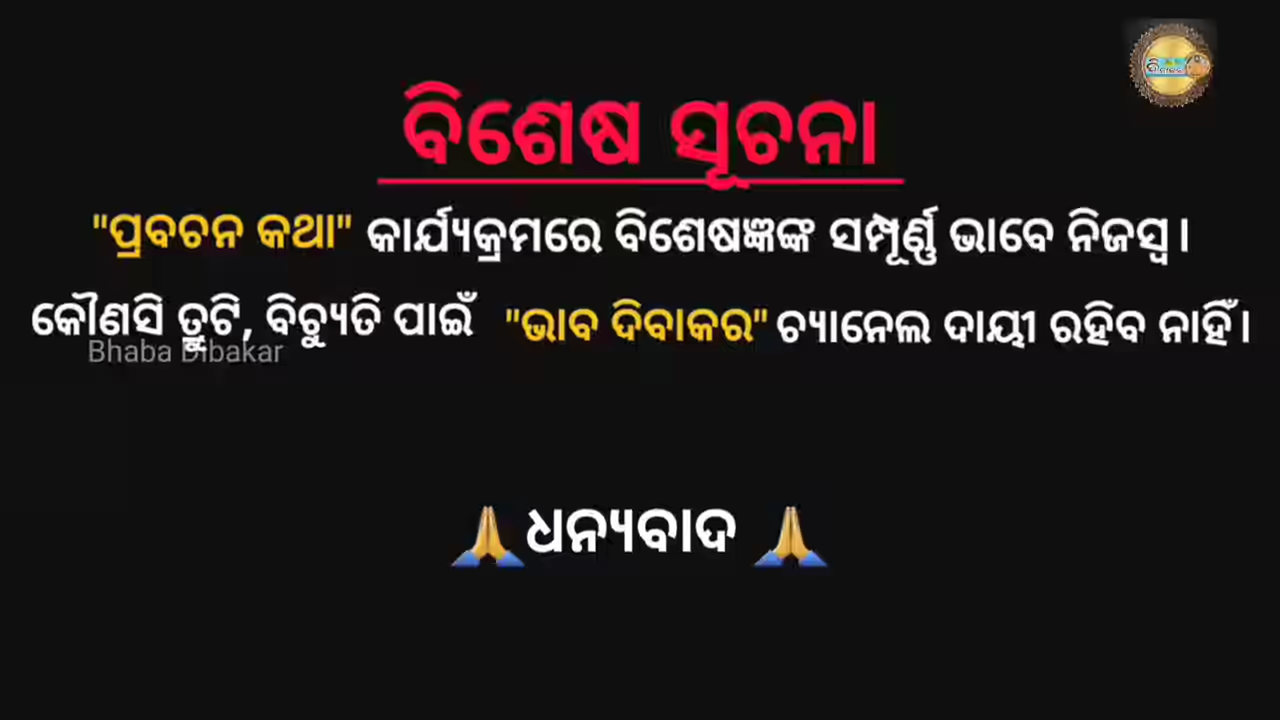 ବିଶେଷ ସୂଚନା
"ପ୍ରବଚନ କଥା" କାର୍ଯ୍ୟକ୍ରମରେ ବିଶେଷଜ୍ଞଙ୍କ ସମ୍ପୂର୍ଣ୍ଣ ଭାବେ ନିଜସ୍ୱ ।
କୌଣସି ତ୍ରୁଟି, ବିଚ୍ୟୁତି ପାଇଁ "ଭାବ ଦିବାକର" ଚ୍ୟାନେଲ ଦାୟୀ ରହିବ ନାହିଁ ।
Bhaba Dibakar
🙏ଧନ୍ୟବାଦ 🙏